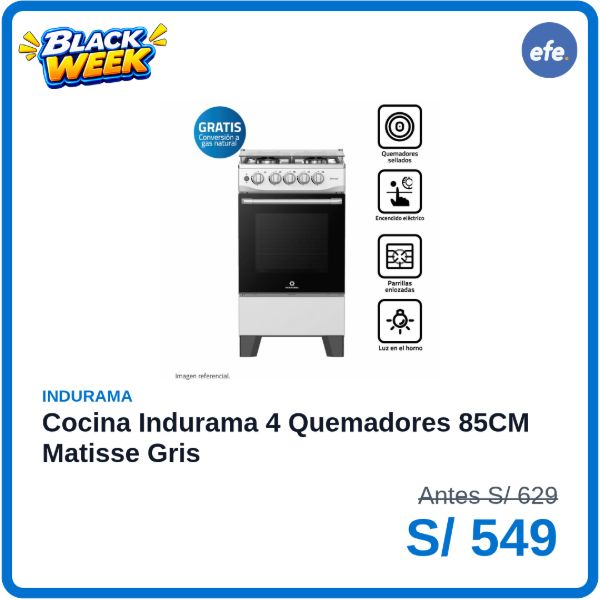 BLACK
WEEK
efe.
GRATIS
Conversión a
gas natural
Quemadores
sellados
Encendido eléctrico
Parrillas
enlozadas
Luz en el horno
Imagen referencial.
INDURAMA
Cocina Indurama 4 Quemadores 85CM
Matisse Gris
Antes S/ 629
S/ 549